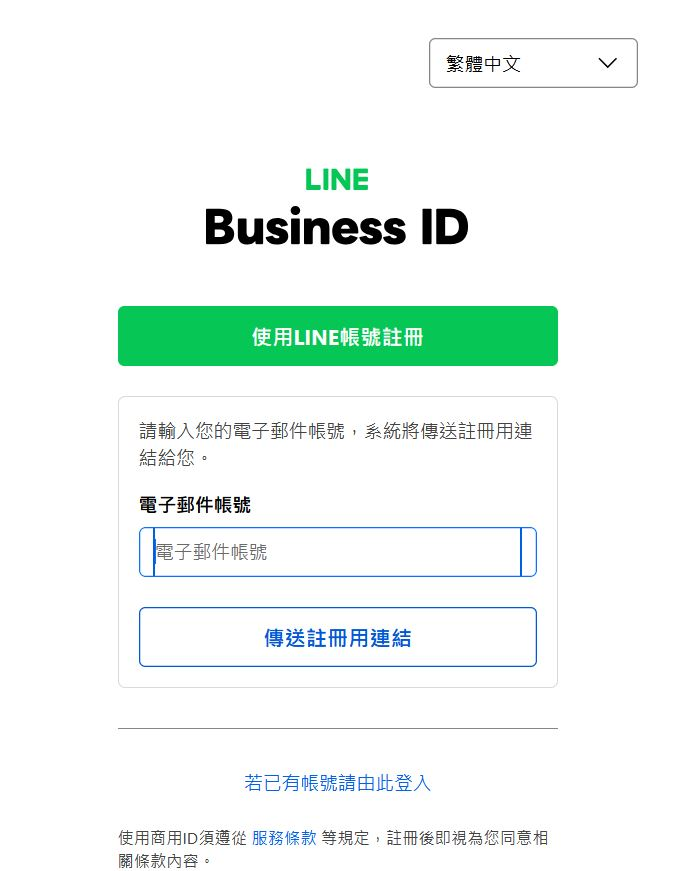 繁體中文
LINE
Business ID
使用LINE帳號註冊
請輸入您的電子郵件帳號，系統將傳送註冊用連
結給您。
電子郵件帳號
電子郵件帳號
傳送註冊用連結
若已有帳號請由此登入
使用商用ID須遵從 服務條款 等規定，註冊後即視為您同意相
關條款內容。